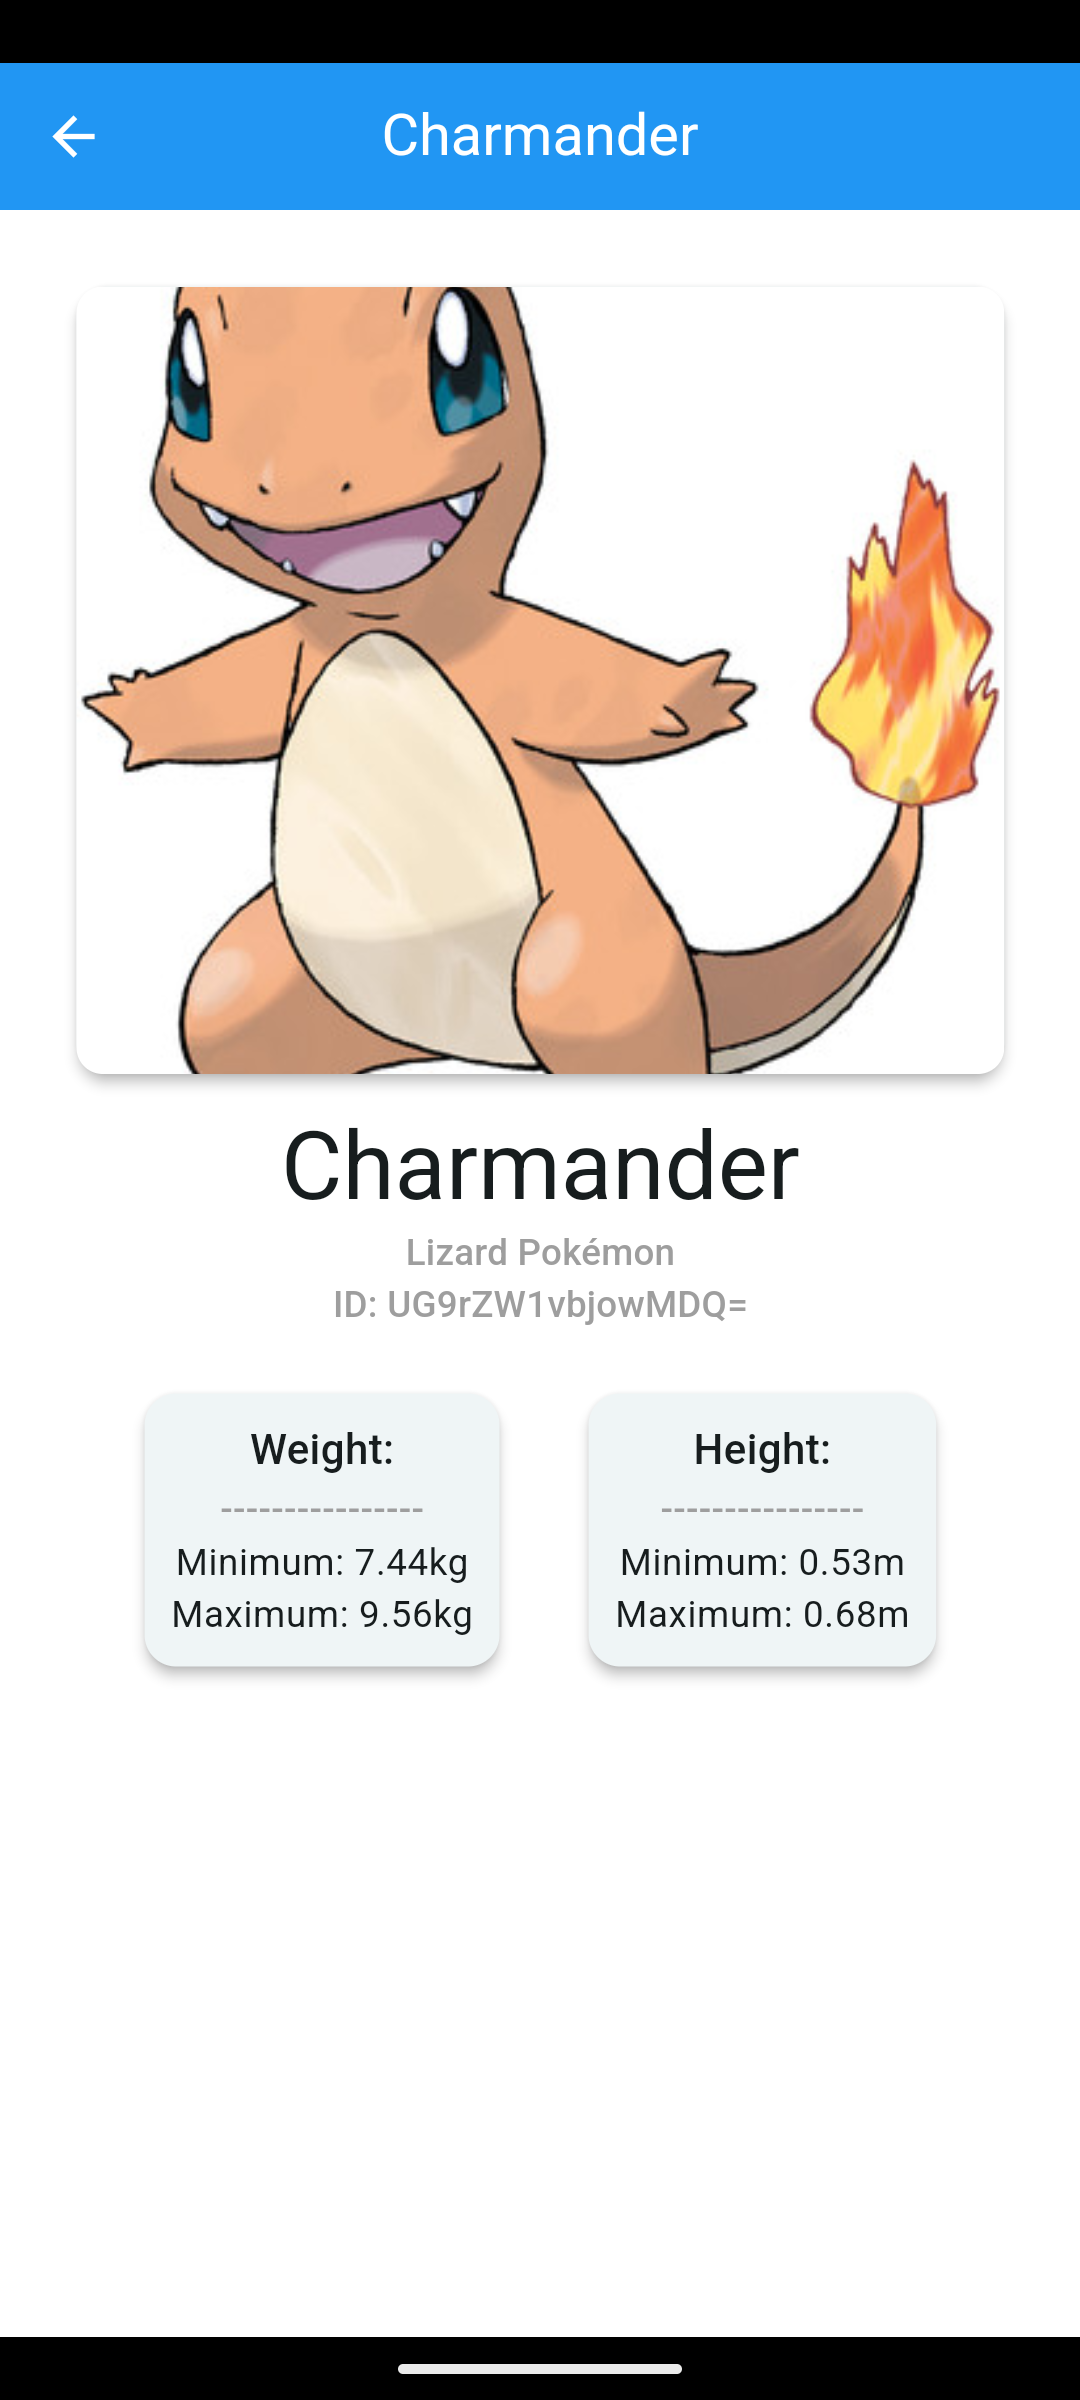 Charmander
Charmander
Lizard Pokémon
ID: UG9rZW1vbjowMDQ=
Weight:
----------------
Minimum: 7.44kg
Maximum: 9.56kg
Height:
----------------
Minimum: 0.53m
Maximum: 0.68m